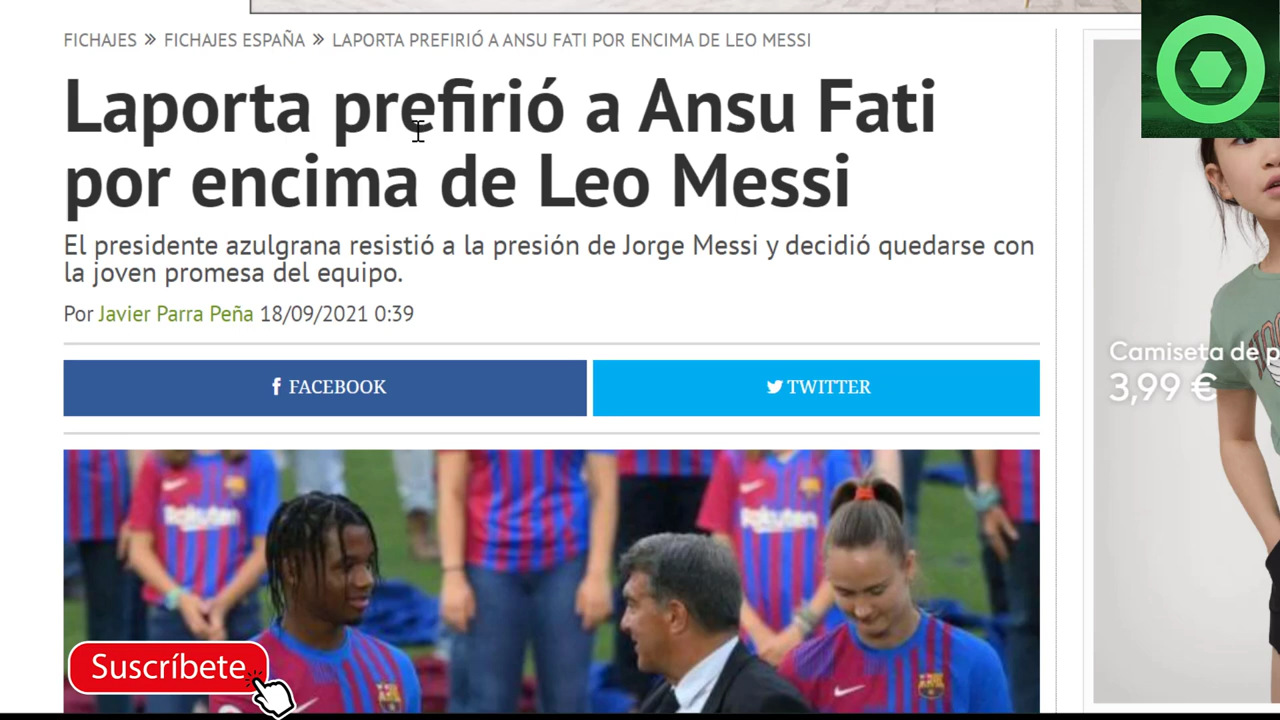 FICHAJES » FICHAJES ESPAÑA » LAPORTA PREFIRIÓ A ANSU FATI POR ENCIMA DE LEO MESSI
Laporta prefirió a Ansu Fati
por encima de Leo Messi
El presidente azulgrana resistió a la presión de Jorge Messi y decidió quedarse con
la joven promesa del equipo.
Por Javier Parra Peña 18/09/2021 0:39
f FACEBOOK
TWITTER
Camiseta de p
3,99 €
Rakuten
Rakuten
Suscríbete